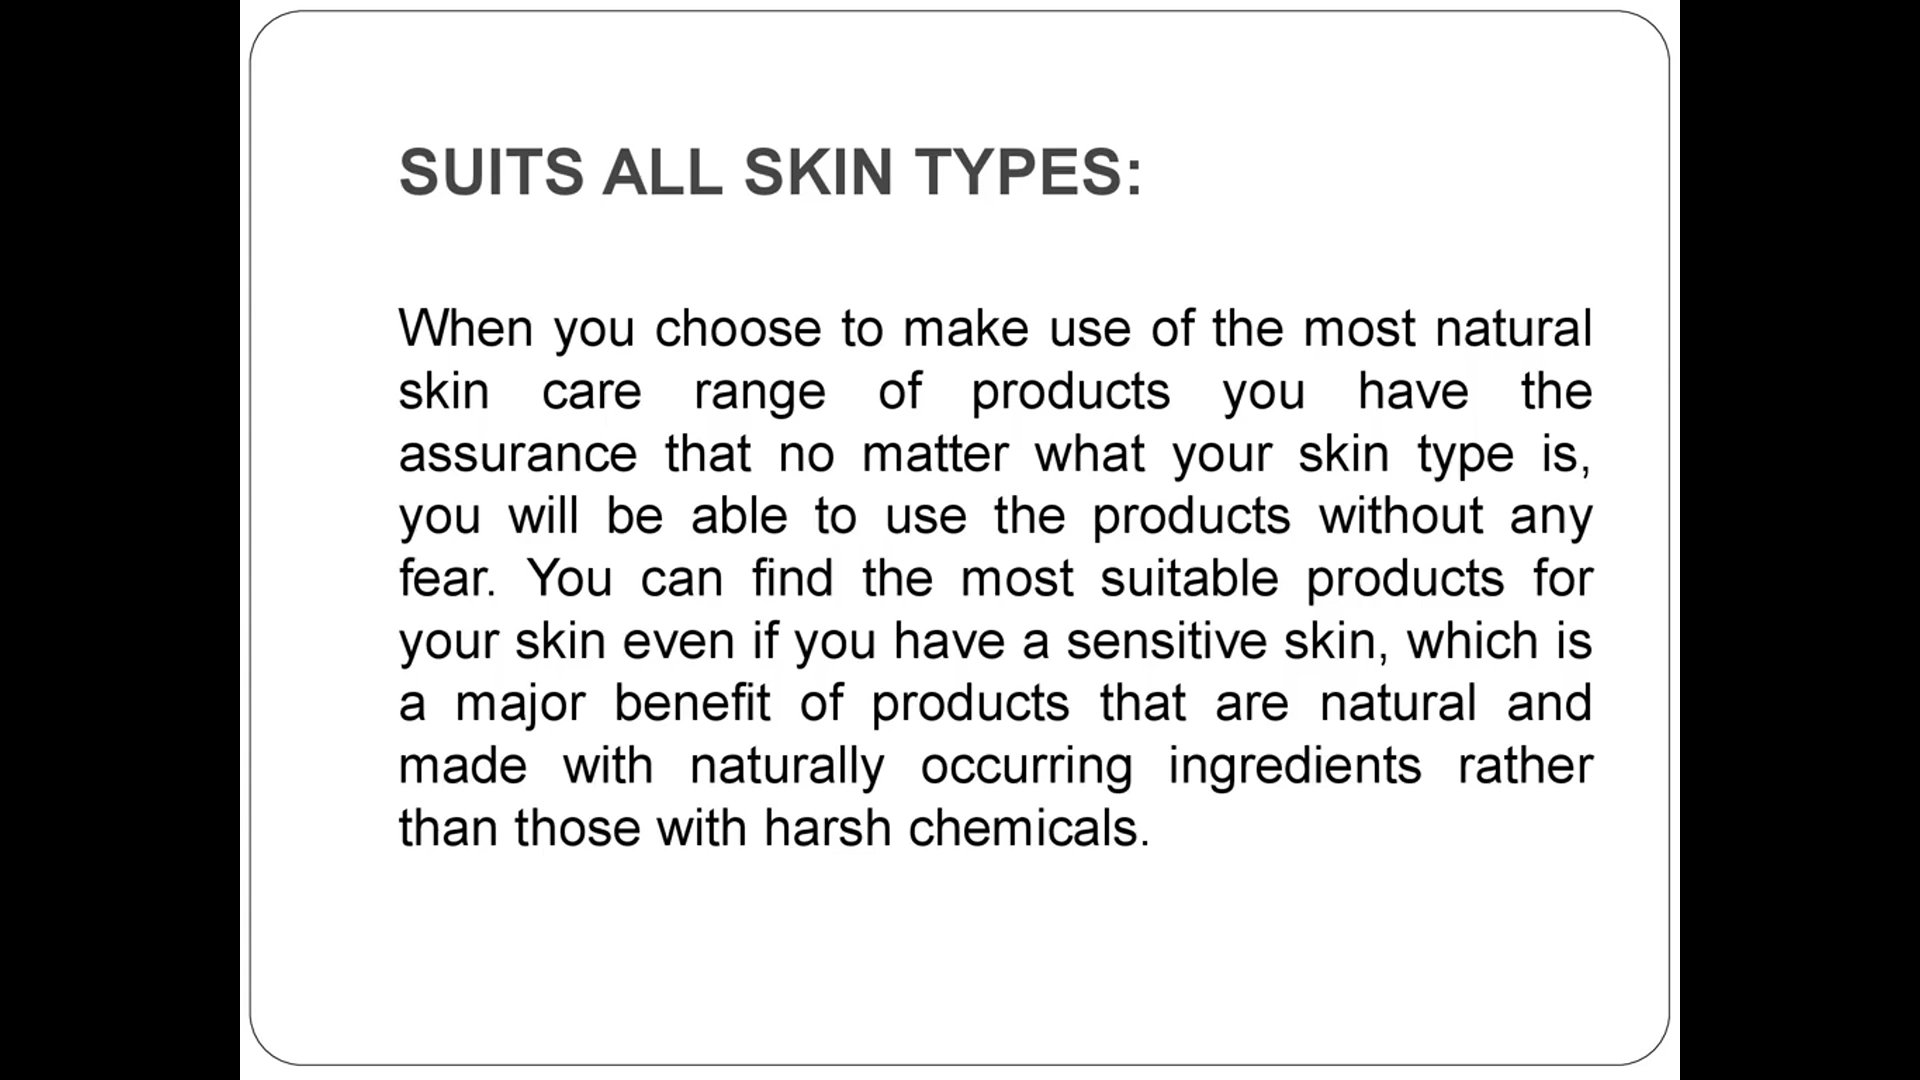 SUITS ALL SKIN TYPES:
When you choose to make use of the most natural
skin care range of products you have the
assurance that no matter what your skin type is,
you will be able to use the products without any
fear. You can find the most suitable products for
your skin even if you have a sensitive skin, which is
a major benefit of products that are natural and
made with naturally occurring ingredients rather
than those with harsh chemicals.